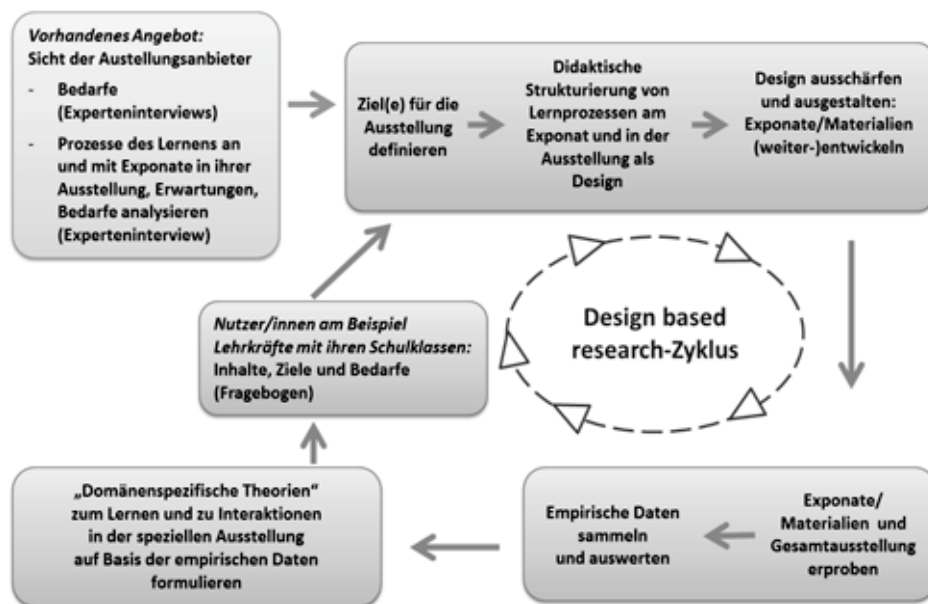 Vorhandenes Angebot:
Sicht der Austellungsanbieter
- Bedarfe
(Experteninterviews)
- Prozesse des Lernens an
und mit Exponate in ihrer
Ausstellung, Erwartungen,
Bedarfe analysieren
(Experteninterview)
Ziel(e) für die
Ausstellung
definieren
Didaktische
Strukturierung von
Lernprozessen am
Exponat und in der
Ausstellung als
Design
Design ausschärfen
und ausgestalten:
Exponate/Materialien
(weiter-)entwickeln
Design based
research-Zyklus
Nutzer/innen am Beispiel
Lehrkräfte mit ihren Schulklassen:
Inhalte, Ziele und Bedarfe
(Fragebogen)
„Domänenspezifische Theorien“
zum Lernen und zu Interaktionen
in der speziellen Ausstellung
auf Basis der empirischen Daten
formulieren
Empirische Daten
sammeln
und auswerten
Exponate/
Materialien und
Gesamtausstellung
erproben